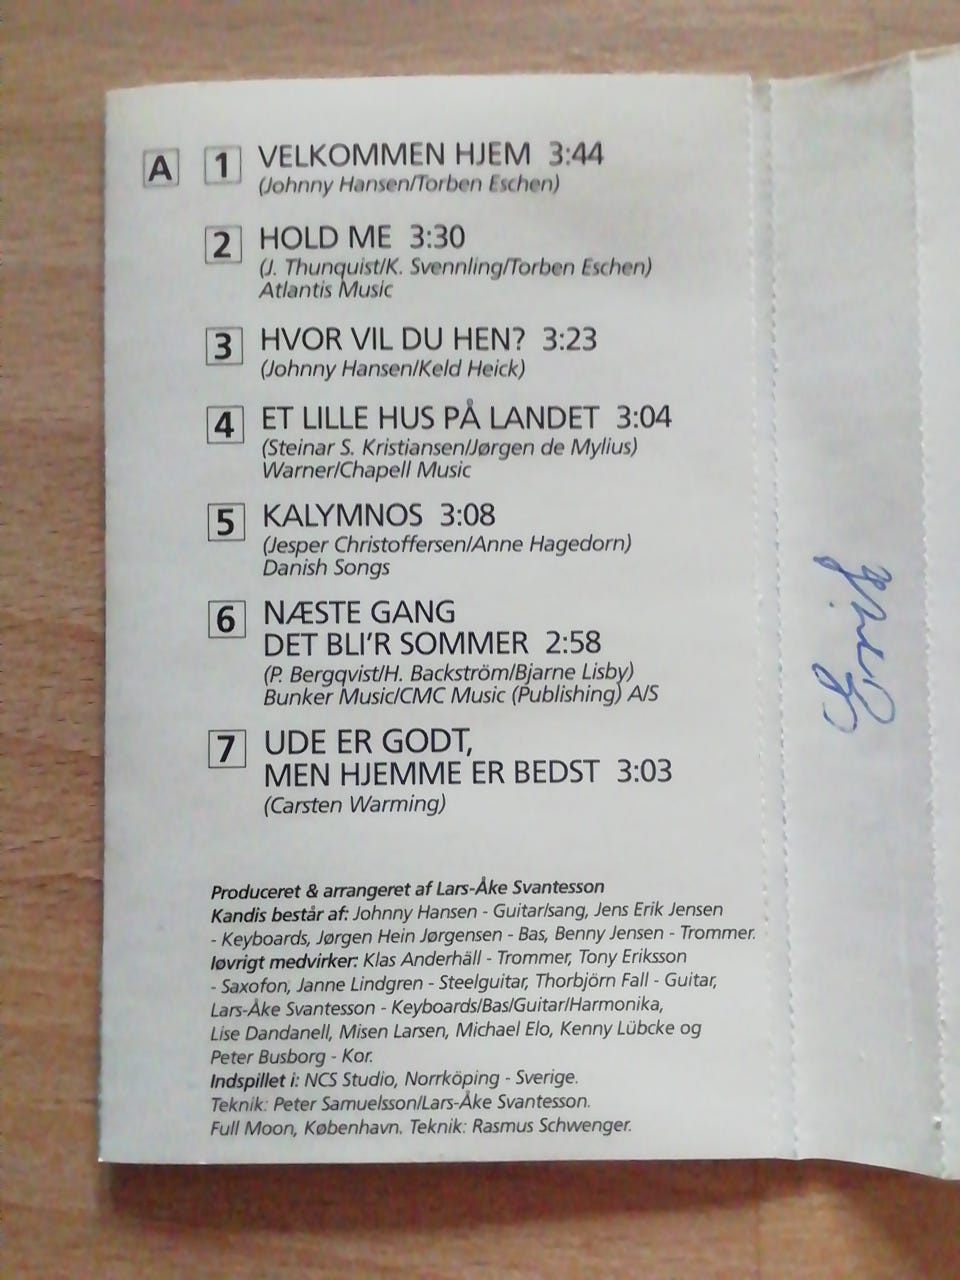 A 1 VELKOMMEN HJEM 3:44
(Johnny Hansen/Torben Eschen)
2 HOLD ME 3:30
(J. Thunquist/K. Svennling/Torben Eschen)
Atlantis Music
3 HVOR VIL DU HEN? 3:23
(Johnny Hansen/Keld Heick)
4 ET LILLE HUS PÅ LANDET 3:04
(Steinar S. Kristiansen/Jørgen de Mylius)
Warner/Chapell Music
5 KALYMNOS 3:08
(Jesper Christoffersen/Anne Hagedorn)
Danish Songs
6 NÆSTE GANG
DET BLI'R SOMMER 2:58
(P. Bergqvist/H. Backström/Bjarne Lisby)
Bunker Music/CMC Music (Publishing) A/S
7 UDE ER GODT,
MEN HJEMME ER BEDST 3:03
(Carsten Warming)
Produceret & arrangeret af Lars-Åke Svantesson
Kandis består af: Johnny Hansen - Guitar/sang, Jens Erik Jensen
- Keyboards, Jørgen Hein Jørgensen - Bas, Benny Jensen - Trommer.
Iøvrigt medvirker: Klas Anderhäll - Trommer, Tony Eriksson
- Saxofon, Janne Lindgren - Steelguitar, Thorbjörn Fall - Guitar,
Lars-Åke Svantesson - Keyboards/Bas/Guitar/Harmonika,
Lise Dandanell, Misen Larsen, Michael Elo, Kenny Lübcke og
Peter Busborg - Kor.
Indspillet i: NCS Studio, Norrköping - Sverige.
Teknik: Peter Samuelsson/Lars-Åke Svantesson.
Full Moon, København. Teknik: Rasmus Schwenger.